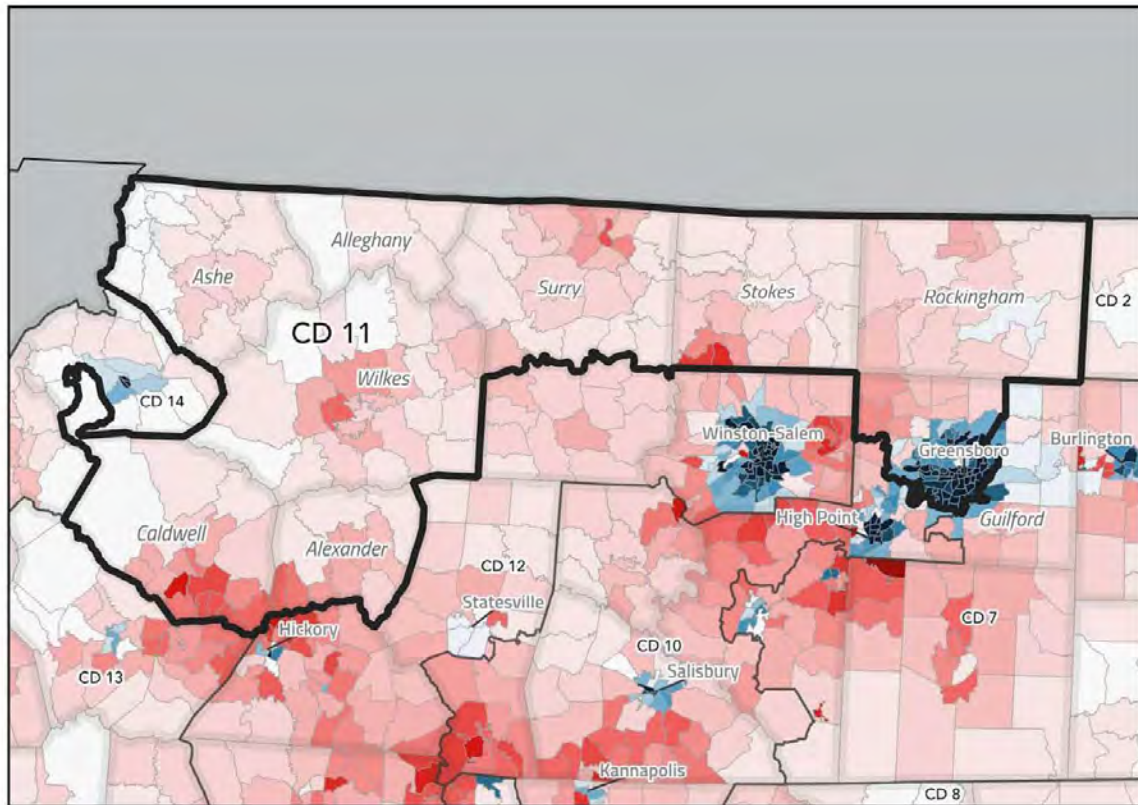 Alleghany
Ashe
Surry
Stokes
Rockingham
CD 2
CD 11
Wilkes
CD 14
Winston-Salem
Greensboro
Burlington
High Point
Guilford
Caldwell
Alexander
CD 12
Statesville
Hickory
CD 7
CD 10
Salisbury
CD 13
Kannapolis
CD 8